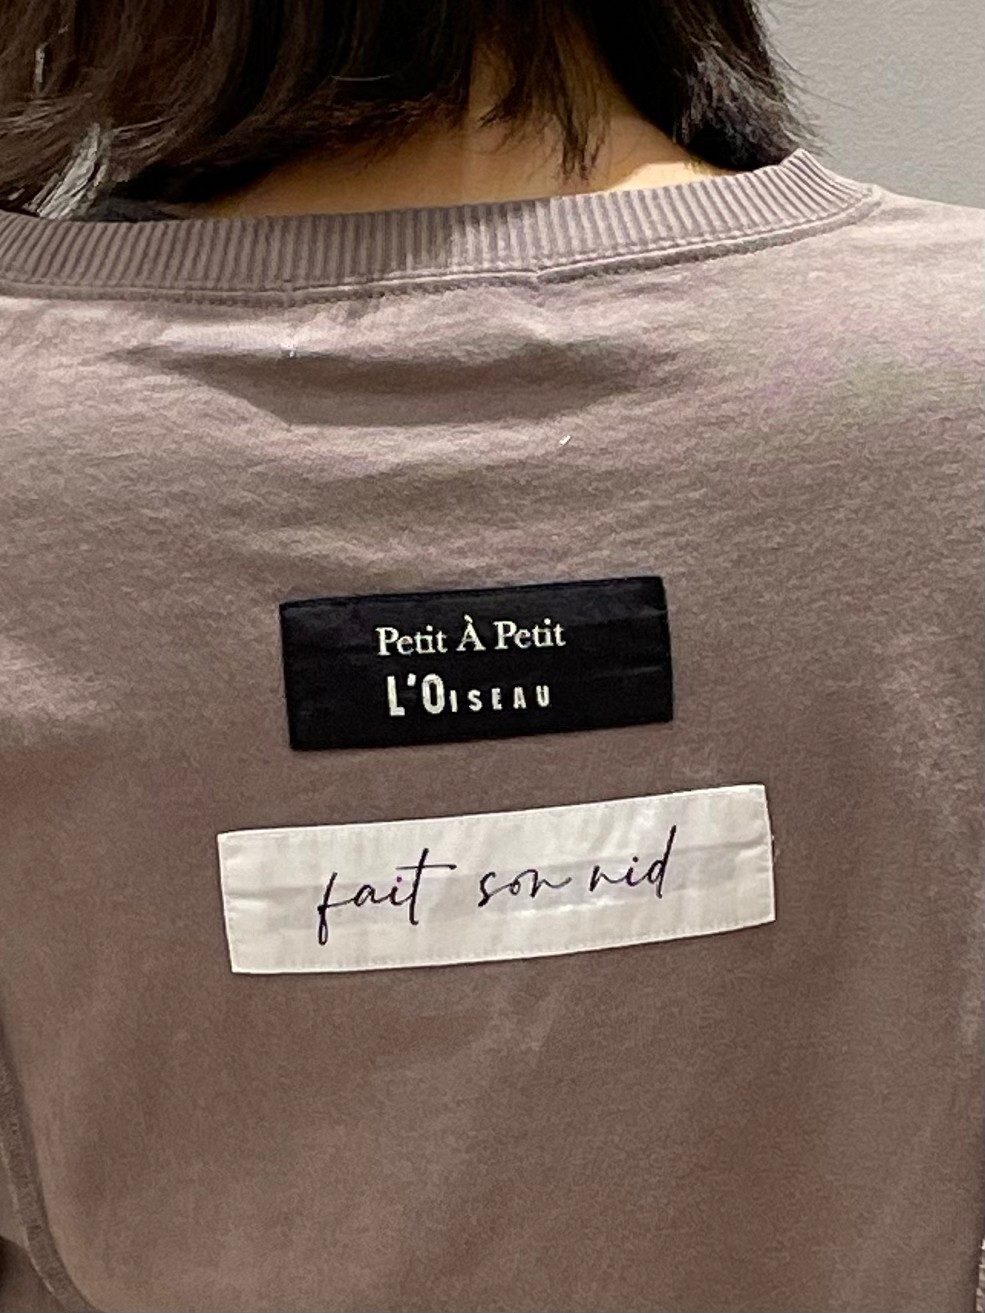 Petit À Petit
L'OISEAU
fait son nid